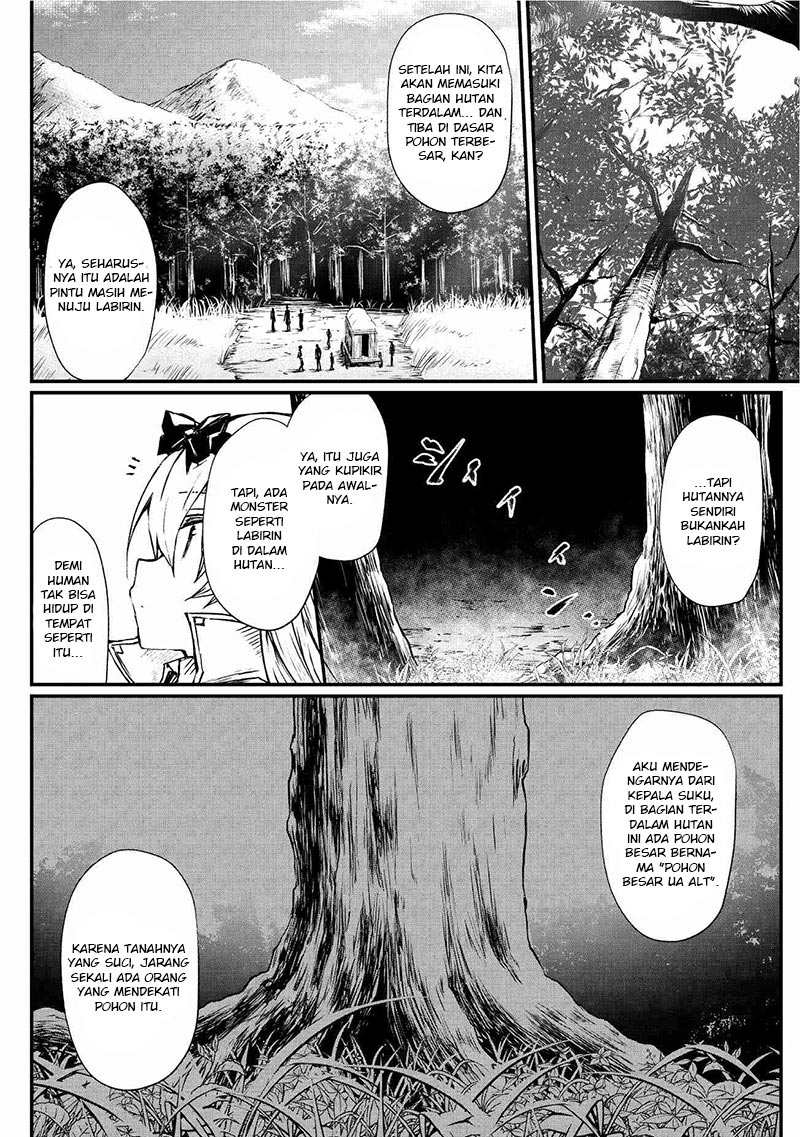 SETELAH INI, KITA
AKAN MEMASUKI
BAGIAN HUTAN
TERDALAM... DAN
TIBA DI DASAR
POHON TERBE-
SAR, KAN?
YA, SEHARUS-
NYA ITU ADALAH
PINTU MASIH ME-
NUJU LABIRIN.
...TAPI
HUTANNYA
SENDIRI
BUKANKAH
LABIRIN?
YA, ITU JUGA
YANG KUPIKIR
PADA AWAL-
NYA.
TAPI, ADA
MONSTER
SEPERTI
LABIRIN
DI DALAM
HUTAN...
DEMI
HUMAN
TAK BISA
HIDUP DI
TEMPAT
SEPERTI
ITU...
AKU MENDE-
NGARNYA DARI
KEPALA SUKU,
DI BAGIAN TER-
DALAM HUTAN
INI ADA POHON
BESAR BERNA-
MA "POHON
BESAR UA ALT".
KARENA TANAHNYA
YANG SUCI, JARANG
SEKALI ADA ORANG
YANG MENDEKATI
POHON ITU.